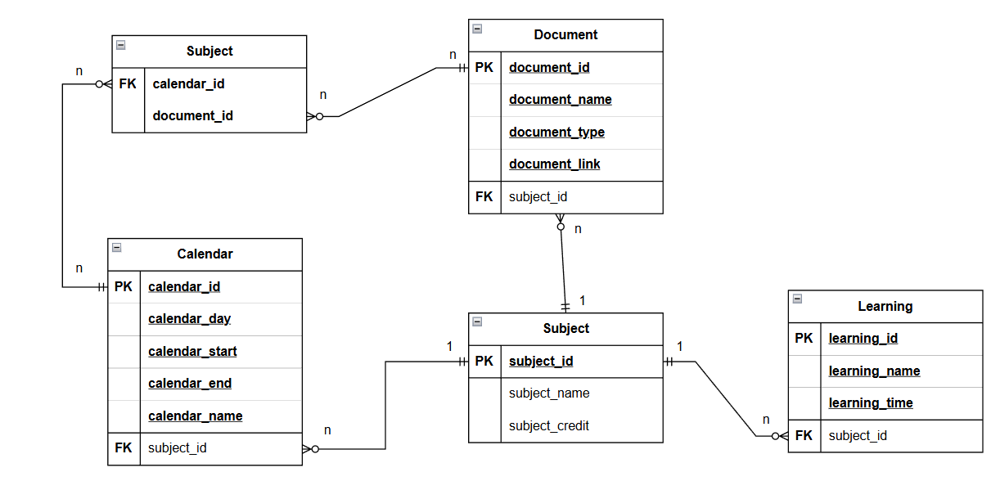 Subject
n
FK calendar_id
document_id
n
n
Document
PK document_id
document_name
document_type
document_link
FK subject_id
n
1
n
Calendar
PK calendar_id
calendar_day
calendar_start
calendar_end
calendar_name
FK subject_id
n
1
Subject
PK subject_id
subject_name
subject_credit
1
n
Learning
PK learning_id
learning_name
learning_time
FK subject_id